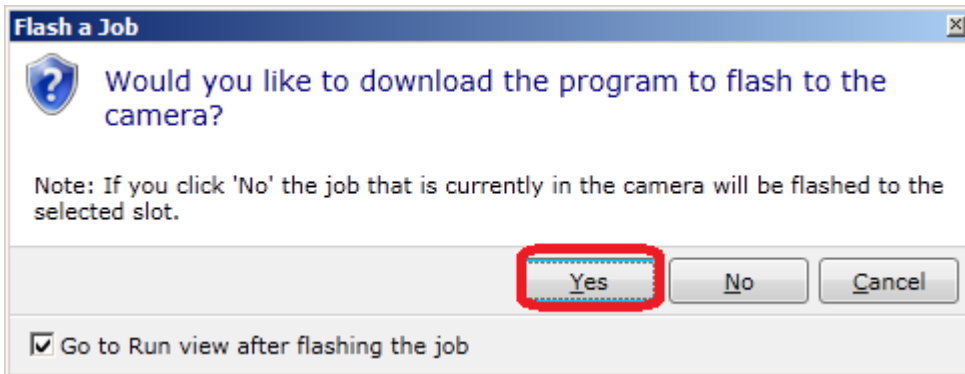 Flash a Job
Would you like to download the program to flash to the
camera?
Note: If you click 'No' the job that is currently in the camera will be flashed to the
selected slot.
Yes No Cancel
Go to Run view after flashing the job